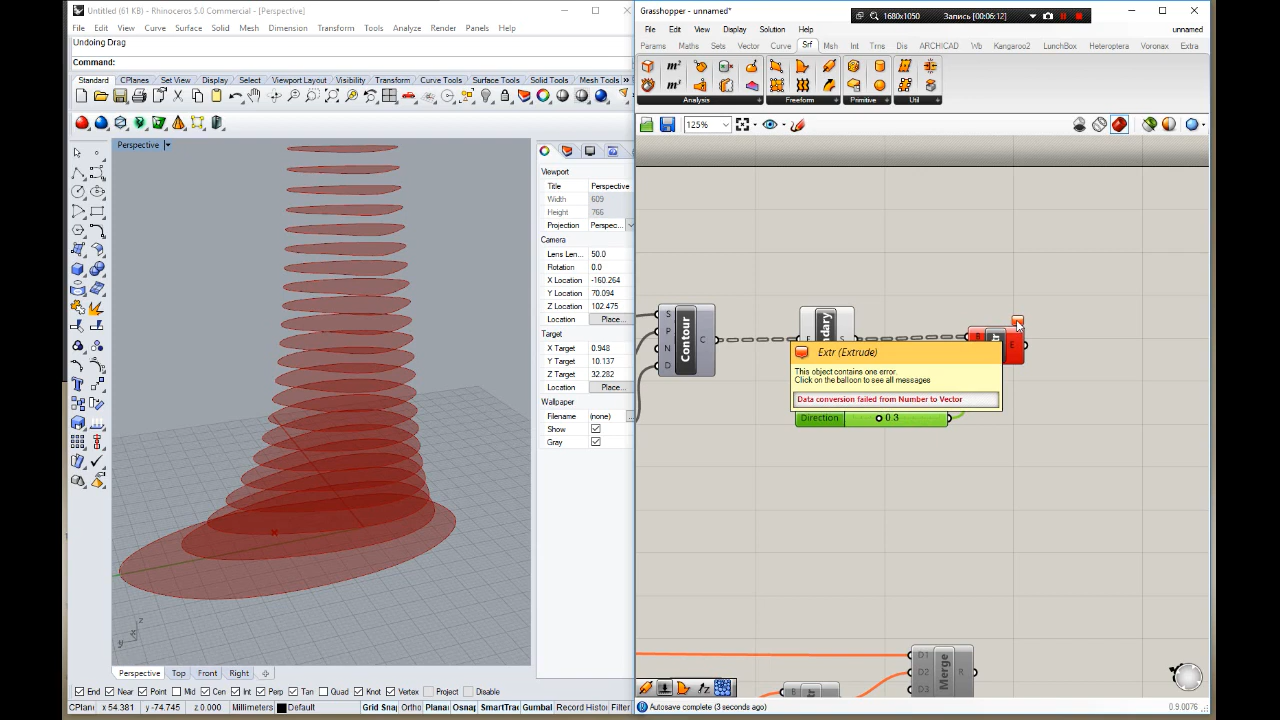 Untitled (61 KB) - Rhinoceros 5.0 Commercial - [Perspective]
File Edit View Curve Surface Solid Mesh Dimension Transform Tools Analyze Render Panels Help
Undoing Drag
Command:
Standard CPlanes Set View Display Select Viewport Layout Visibility Transform Curve Tools Surface Tools Solid Tools Mesh Tools »
Perspective
Viewport
Title Perspective
Width 609
Height 766
Projection Perspec...
Camera
Lens Len... 50.0
Rotation 0.0
X Location -160.264
Y Location 70.094
Z Location 102.475
Location Place...
Target
X Target 0.948
Y Target 10.137
Z Target 32.282
Location Place...
Wallpaper
Filename (none)
Show
Gray
z
y
Perspective Top Front Right
End Near Point Mid Cen Int Perp Tan Quad Knot Vertex Project Disable
CPlane x -54.381 y -74.745 z 0.000 Millimeters Default Grid Snap Ortho Planar Osnap SmartTrac Gumball Record History Filter
Grasshopper - unnamed*
1680x1050 Запись [00:06:12]
File Edit View Display Solution Help unnamed
Params Maths Sets Vector Curve Srf Msh Int Trns Dis ARCHICAD Wb Kangaroo2 LunchBox Heteroptera Voronax Extra
m²
m³
Analysis Freeform Primitive Util
125%
S
P
N
D
Contour
C
E
Extr (Extrude)
This object contains one error.
Click on the balloon to see all messages
Data conversion failed from Number to Vector
Direction 0.3
D1
D2
D3
Merge
R
Autosave complete (3 seconds ago)
0.9.0076